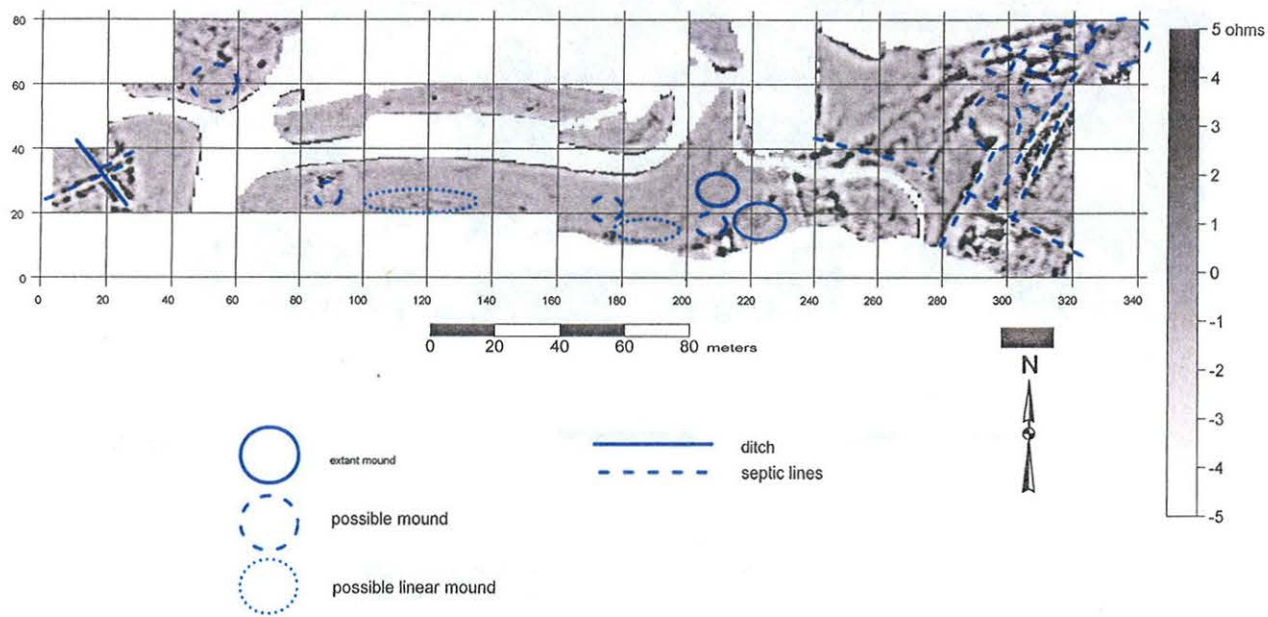 80
60
40
20
0
0 20 40 60 80 100 120 140 160 180 200 220 240 260 280 300 320 340
0 20 40 60 80 meters
N
5 ohms
4
3
2
1
0
-1
-2
-3
-4
-5
extant mound
possible mound
possible linear mound
ditch
septic lines